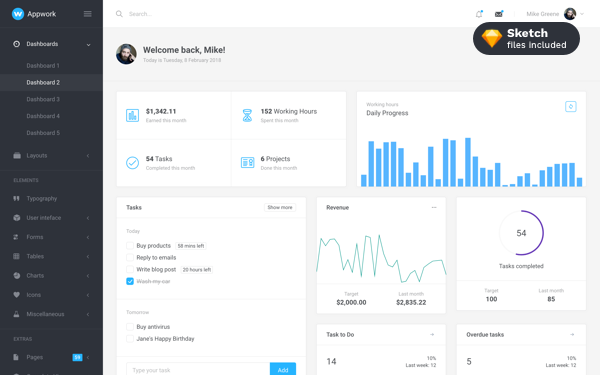 Appwork
Search...
Mike Greene
Sketch
files included
Dashboards
Dashboard 1
Dashboard 2
Dashboard 3
Dashboard 4
Dashboard 5
Layouts
ELEMENTS
Typography
User inteface
Forms
Tables
Charts
Icons
Miscellaneous
EXTRAS
Pages
59
Welcome back, Mike!
Today is Tuesday, 8 February 2018
$1,342.11
Earned this month
152 Working Hours
Spent this month
54 Tasks
Completed this month
6 Projects
Done this month
Working hours
Daily Progress
Tasks
Show more
Today
Buy products 58 mins left
Reply to emails
Write blog post 20 hours left
Wash my car
Tomorrow
Buy antivirus
Jane's Happy Birthday
Type your task
Add
Revenue
Target
$2,000.00
Last month
$2,835.22
54
Tasks completed
Target
100
Last month
85
Task to Do
14
10%
Last week: 12
Overdue tasks
5
10%
Last week: 12